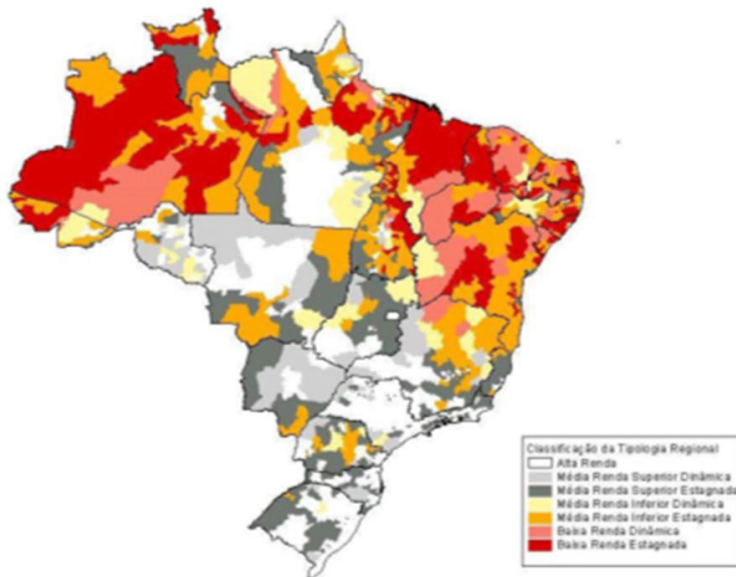 Classificação da Tipologia Regional
Alta Renda
Média Renda Superior Dinâmica
Média Renda Superior Estagnada
Média Renda Inferior Dinâmica
Média Renda Inferior Estagnada
Baixa Renda Dinâmica
Baixa Renda Estagnada